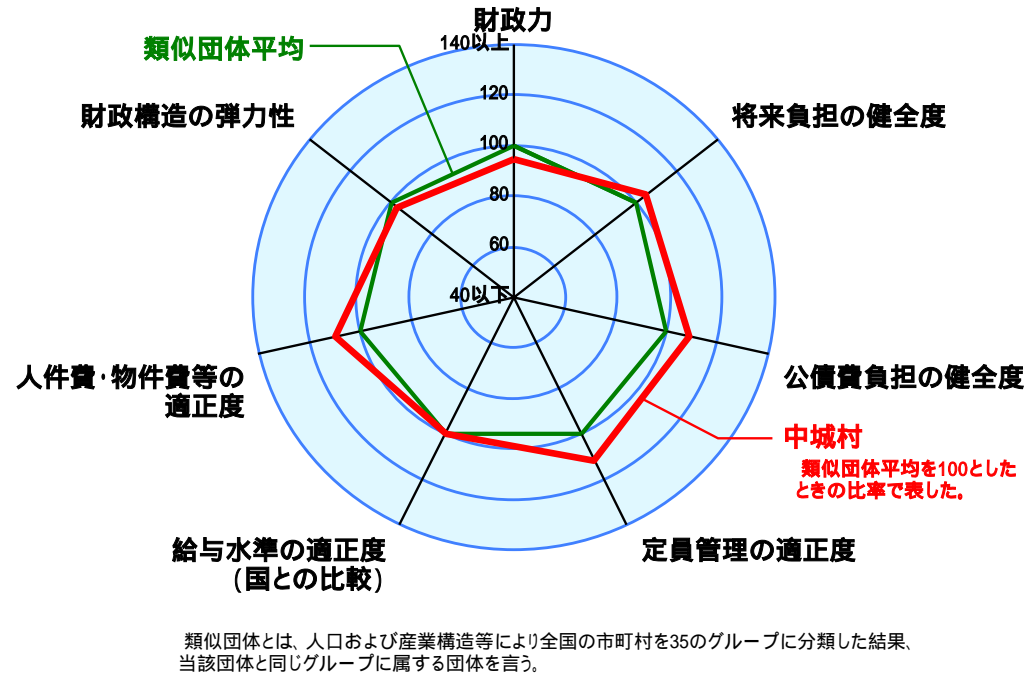 財政力
140以上
類似団体平均
120
財政構造の弾力性
将来負担の健全度
100
80
60
40以下
人件費・物件費等の
適正度
公債費負担の健全度
中城村
類似団体平均を100とした
ときの比率で表した。
給与水準の適正度
(国との比較)
定員管理の適正度
類似団体とは、人口および産業構造等により全国の市町村を35のグループに分類した結果、
当該団体と同じグループに属する団体を言う。